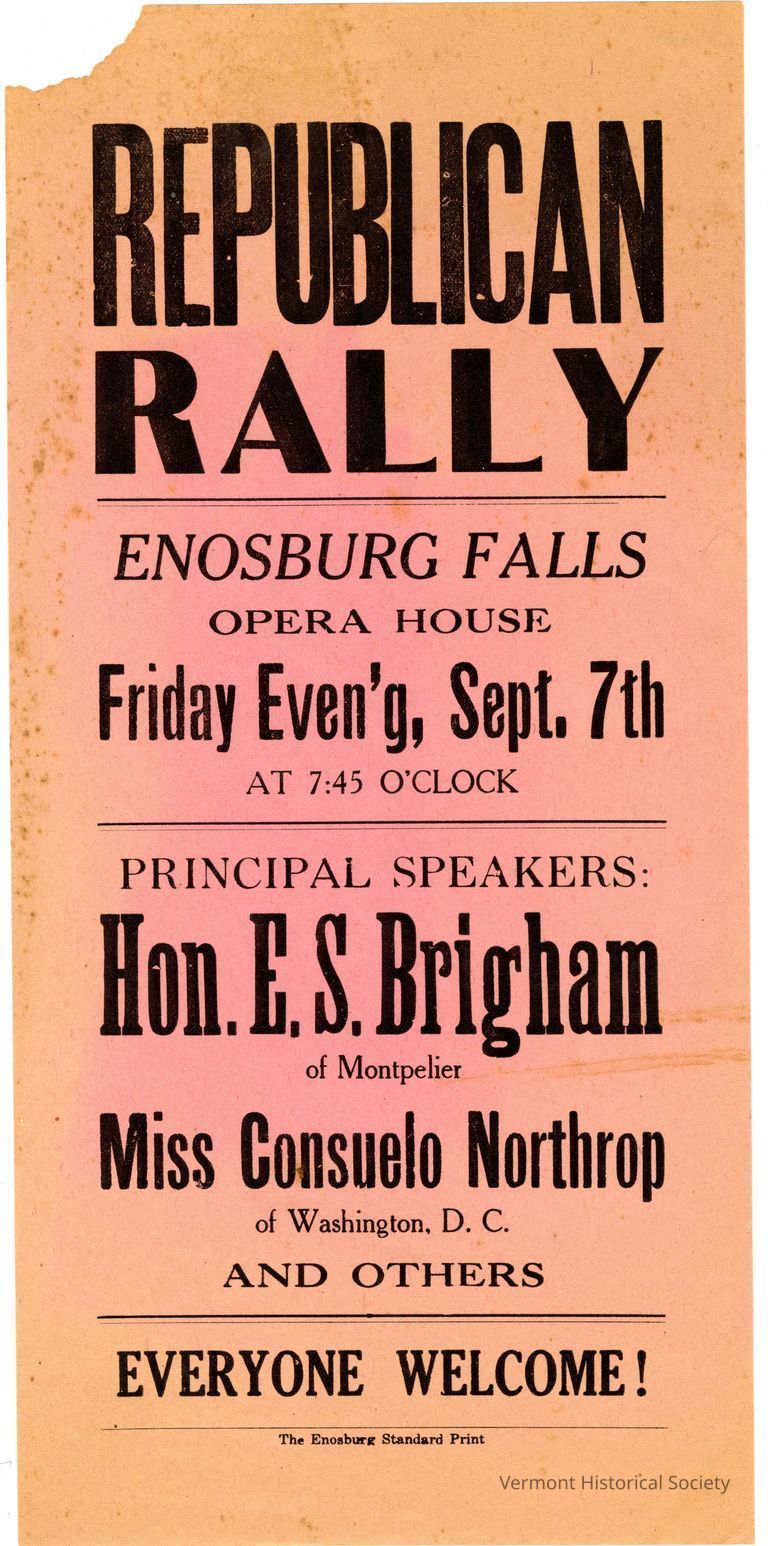 REPUBLICAN
RALLY
ENOSBURG FALLS
OPERA HOUSE
Friday Even'g, Sept. 7th
AT 7:45 O'CLOCK
PRINCIPAL SPEAKERS:
Hon. E. S. Brigham
of Montpelier
Miss Consuelo Northrop
of Washington, D. C.
AND OTHERS
EVERYONE WELCOME!
The Enosburg Standard Print
Vermont Historical Society